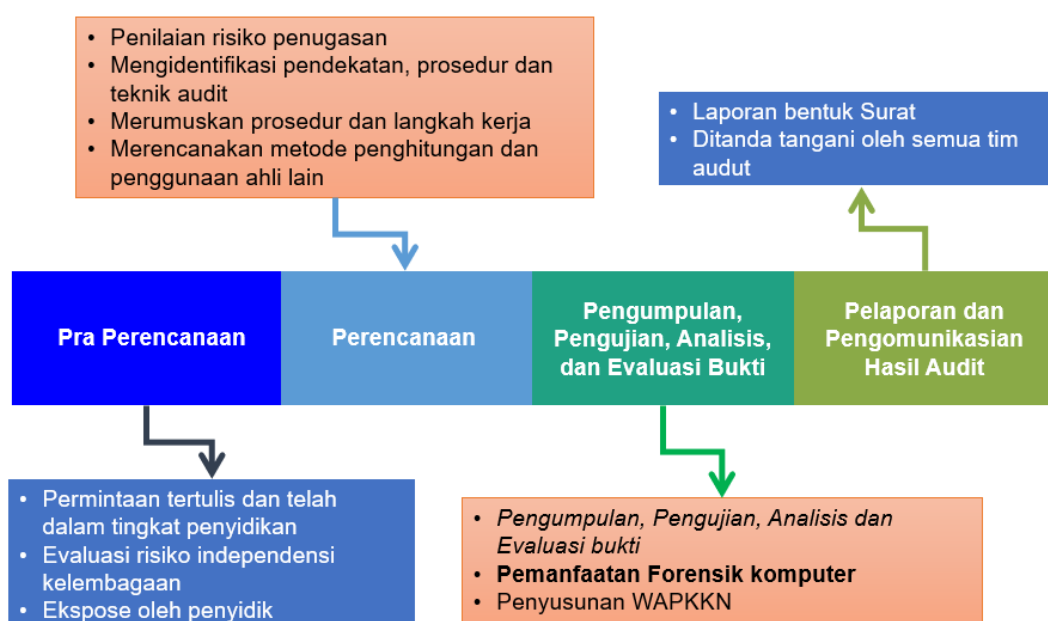 • Penilaian risiko penugasan
• Mengidentifikasi pendekatan, prosedur dan
teknik audit
• Merumuskan prosedur dan langkah kerja
• Merencanakan metode penghitungan dan
penggunaan ahli lain
• Laporan bentuk Surat
• Ditanda tangani oleh semua tim
audut
Pra Perencanaan
Perencanaan
Pengumpulan,
Pengujian, Analisis,
dan Evaluasi Bukti
Pelaporan dan
Pengomunikasian
Hasil Audit
• Permintaan tertulis dan telah
dalam tingkat penyidikan
• Evaluasi risiko independensi
kelembagaan
• Ekspose oleh penyidik
• Pengumpulan, Pengujian, Analisis dan
Evaluasi bukti
• Pemanfaatan Forensik komputer
• Penyusunan WAPKKN